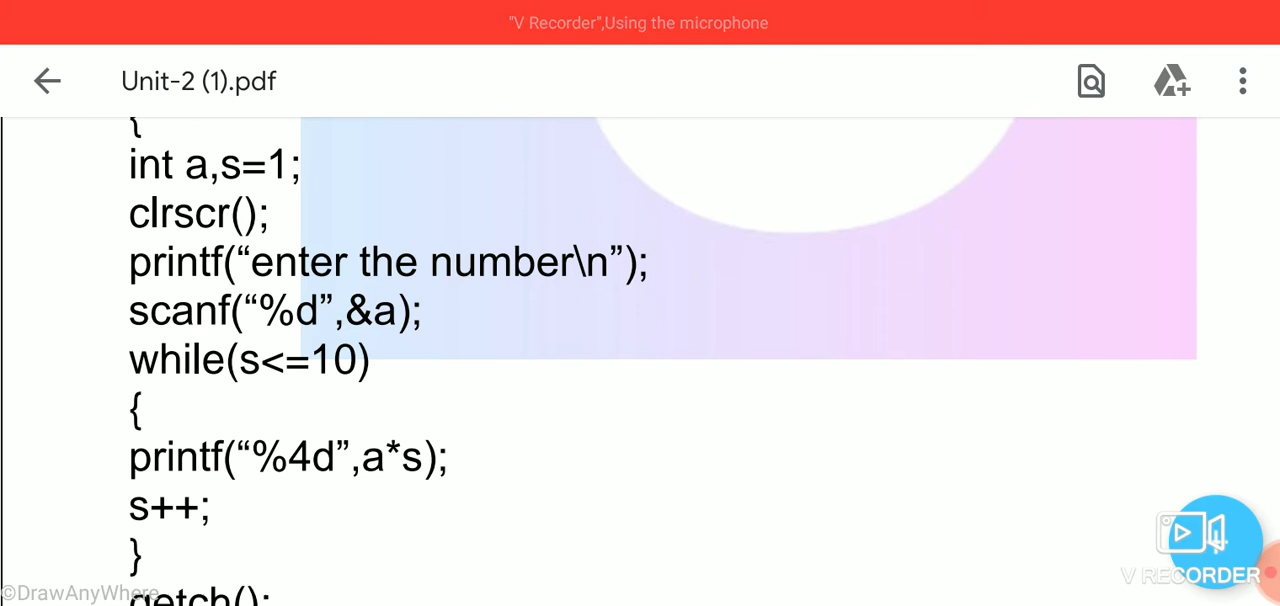 "V Recorder",Using the microphone
Unit-2 (1).pdf
{
int a,s=1;
clrscr();
printf(“enter the number\n”);
scanf(“%d”,&a);
while(s<=10)
{
printf(“%4d”,a*s);
s++;
}
getch();
©DrawAnyWhere
V RECORDER